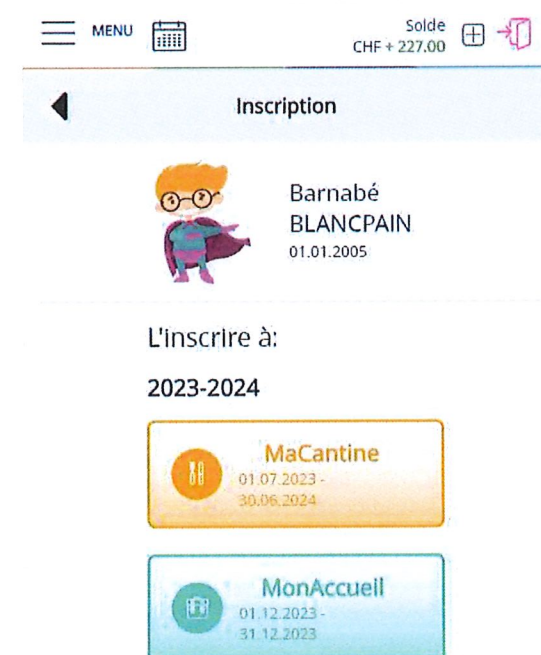 MENU
Solde
CHF + 227.00
Inscription
Barnabé
BLANCPAIN
01.01.2005
L'inscrire à:
2023-2024
MaCantine
01.07.2023 -
30.06.2024
MonAccueil
01.12.2023 -
31.12.2023